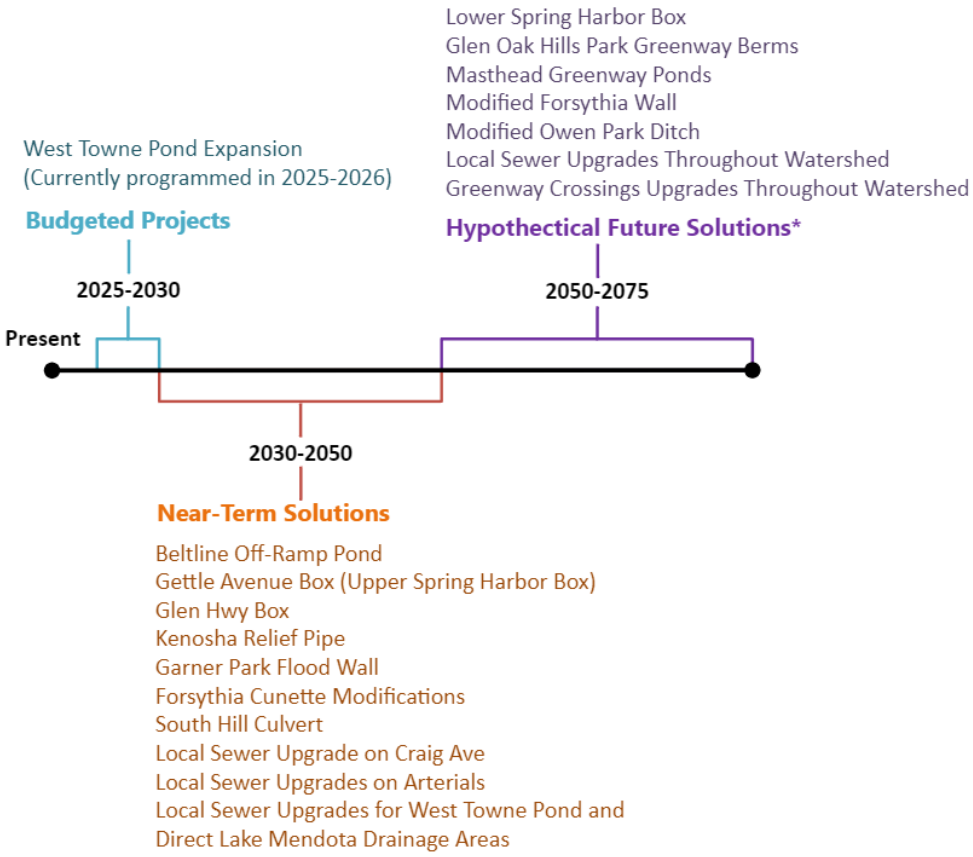 Lower Spring Harbor Box
Glen Oak Hills Park Greenway Berms
Masthead Greenway Ponds
Modified Forsythia Wall
Modified Owen Park Ditch
Local Sewer Upgrades Throughout Watershed
Greenway Crossings Upgrades Throughout Watershed
Hypothectical Future Solutions*
2050-2075
West Towne Pond Expansion
(Currently programmed in 2025-2026)
Budgeted Projects
2025-2030
Present
2030-2050
Near-Term Solutions
Beltline Off-Ramp Pond
Gettle Avenue Box (Upper Spring Harbor Box)
Glen Hwy Box
Kenosha Relief Pipe
Garner Park Flood Wall
Forsythia Cunette Modifications
South Hill Culvert
Local Sewer Upgrade on Craig Ave
Local Sewer Upgrades on Arterials
Local Sewer Upgrades for West Towne Pond and
Direct Lake Mendota Drainage Areas